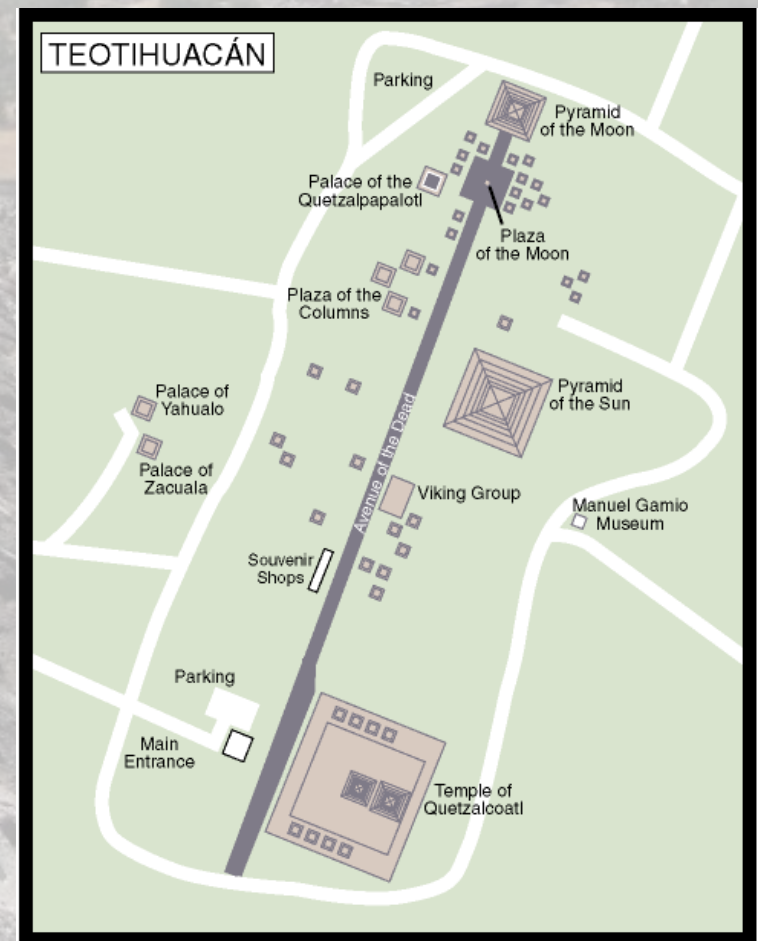 TEOTIHUACÁN
Parking
Pyramid
of the Moon
Palace of the
Quetzalpapalotl
Plaza
of the Moon
Plaza of the
Columns
Pyramid
of the Sun
Palace of
Yahualo
Avenue of the Dead
Palace of
Zacuala
Viking Group
Manuel Gamio
Museum
Souvenir
Shops
Parking
Main
Entrance
Temple of
Quetzalcoatl